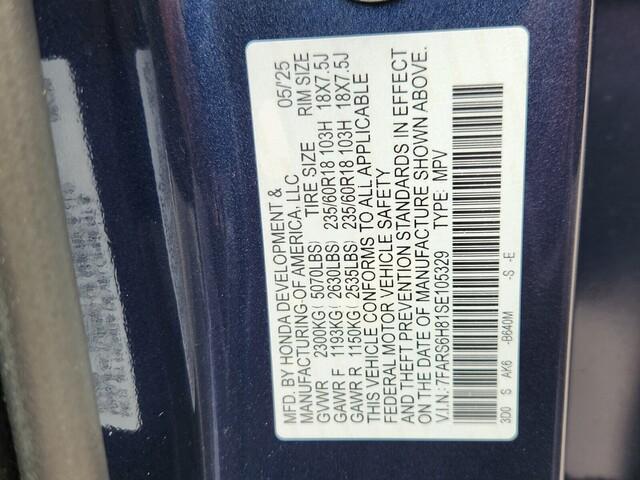 MFD. BY HONDA DEVELOPMENT & 05/'25
MANUFACTURING-OF AMERICA, LLC TIRE SIZE RIM SIZE
GVWR 2300KG( 5070LBS) 235/60R18 103H 18X7.5J
GAWR F 1193KG( 2630LBS) 235/60R18 103H 18X7.5J
GAWR R 1150KG( 2535LBS)
THIS VEHICLE CONFORMS TO ALL APPLICABLE
FEDERAL MOTOR VEHICLE SAFETY
AND THEFT PREVENTION STANDARDS IN EFFECT
ON THE DATE OF MANUFACTURE SHOWN ABOVE.
V.I.N.: 7FARS6H81SE105329 TYPE: MPV
3D0 S AK6 -B640M -S -E